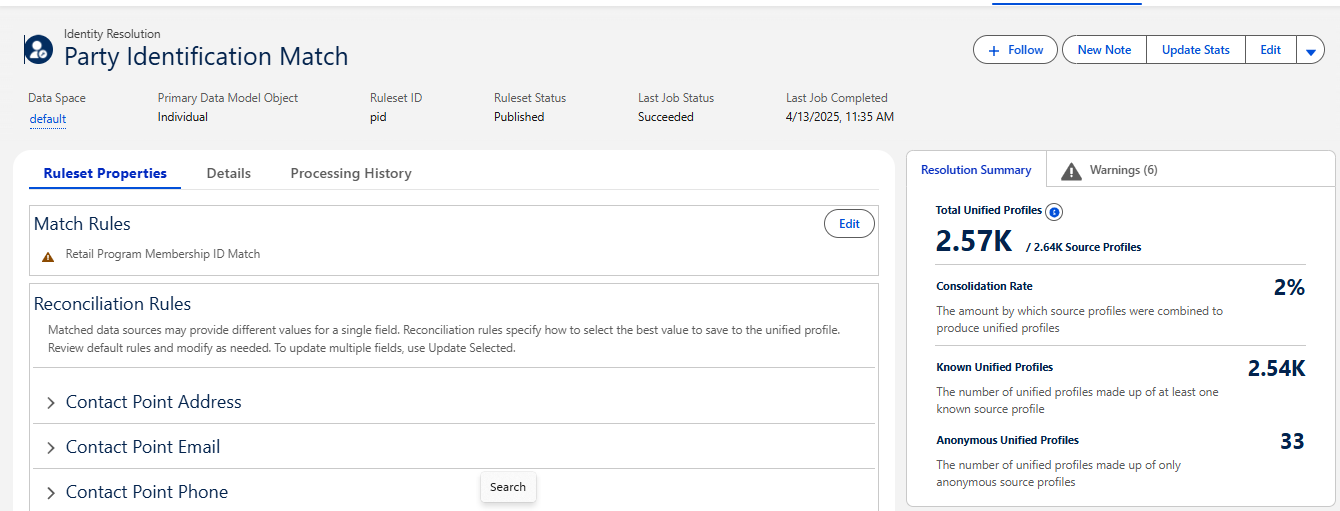 Identity Resolution
Party Identification Match
Follow
New Note
Update Stats
Edit
Data Space
Primary Data Model Object
Ruleset ID
Ruleset Status
Last Job Status
Last Job Completed
default
Individual
pid
Published
Succeeded
4/13/2025, 11:35 AM
Ruleset Properties
Details
Processing History
Match Rules
Edit
Retail Program Membership ID Match
Reconciliation Rules
Matched data sources may provide different values for a single field. Reconciliation rules specify how to select the best value to save to the unified profile.
Review default rules and modify as needed. To update multiple fields, use Update Selected.
Contact Point Address
Contact Point Email
Contact Point Phone
Search
Resolution Summary
Warnings (6)
Total Unified Profiles
2.57K / 2.64K Source Profiles
Consolidation Rate
2%
The amount by which source profiles were combined to
produce unified profiles
Known Unified Profiles
2.54K
The number of unified profiles made up of at least one
known source profile
Anonymous Unified Profiles
33
The number of unified profiles made up of only
anonymous source profiles